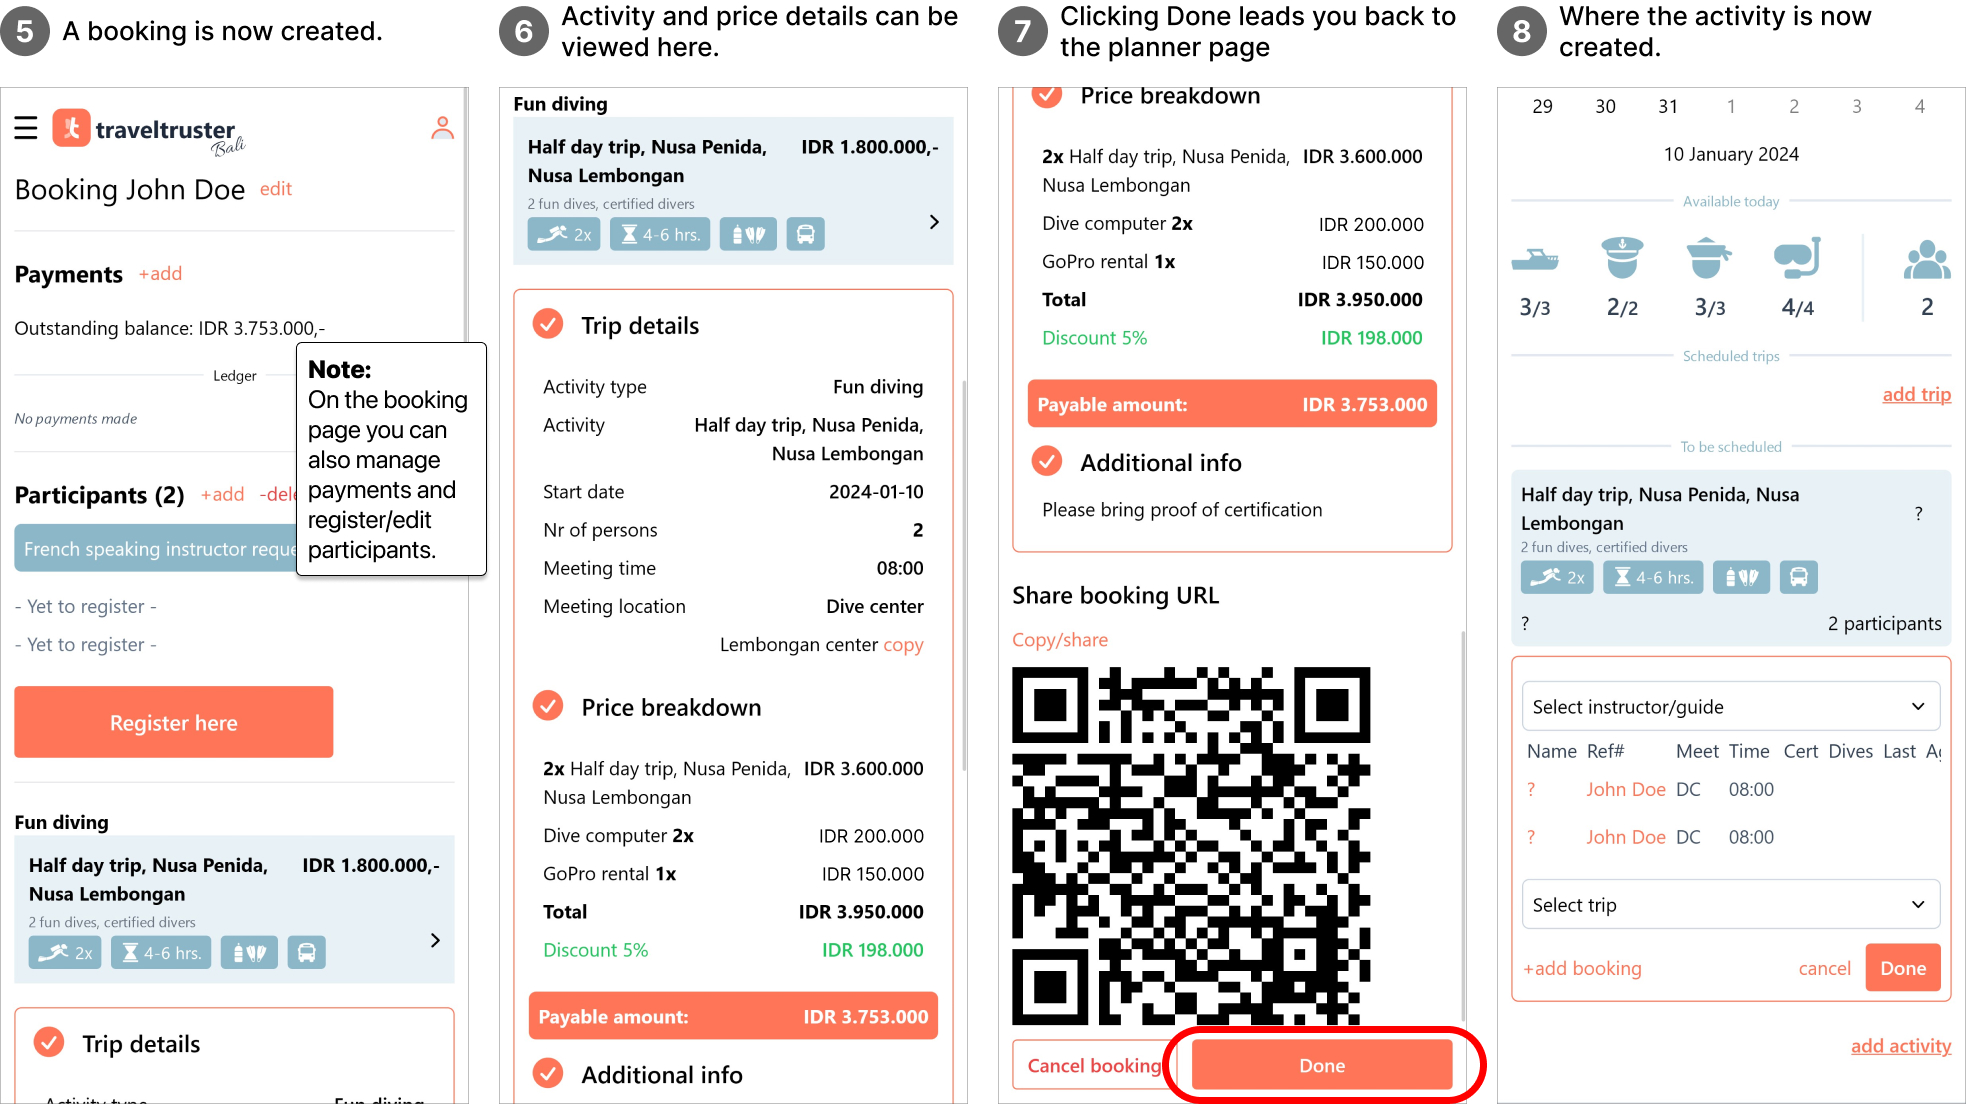 5 A booking is now created.
traveltruster
Bali
Booking John Doe edit
Payments +add
Outstanding balance: IDR 3.753.000,-
Ledger
No payments made
Participants (2) +add -dele
French speaking instructor reque
- Yet to register -
- Yet to register -
Register here
Note:
On the booking
page you can
also manage
payments and
register/edit
participants.
Fun diving
Half day trip, Nusa Penida, IDR 1.800.000,-
Nusa Lembongan
2 fun dives, certified divers
2x 4-6 hrs.
Trip details
Activity type Fun diving
6 Activity and price details can be
viewed here.
Fun diving
Half day trip, Nusa Penida, IDR 1.800.000,-
Nusa Lembongan
2 fun dives, certified divers
2x 4-6 hrs.
Trip details
Activity type Fun diving
Activity Half day trip, Nusa Penida,
Nusa Lembongan
Start date 2024-01-10
Nr of persons 2
Meeting time 08:00
Meeting location Dive center
Lembongan center copy
Price breakdown
2x Half day trip, Nusa Penida, IDR 3.600.000
Nusa Lembongan
Dive computer 2x IDR 200.000
GoPro rental 1x IDR 150.000
Total IDR 3.950.000
Discount 5% IDR 198.000
Payable amount: IDR 3.753.000
Additional info
7 Clicking Done leads you back to
the planner page
Price breakdown
2x Half day trip, Nusa Penida, IDR 3.600.000
Nusa Lembongan
Dive computer 2x IDR 200.000
GoPro rental 1x IDR 150.000
Total IDR 3.950.000
Discount 5% IDR 198.000
Payable amount: IDR 3.753.000
Additional info
Please bring proof of certification
Share booking URL
Copy/share
Cancel booking Done
8 Where the activity is now
created.
29 30 31 1 2 3 4
10 January 2024
Available today
3/3 2/2 3/3 4/4 2
Scheduled trips
add trip
To be scheduled
Half day trip, Nusa Penida, Nusa
Lembongan ?
2 fun dives, certified divers
2x 4-6 hrs.
? 2 participants
Select instructor/guide
Name Ref# Meet Time Cert Dives Last Ag
? John Doe DC 08:00
? John Doe DC 08:00
Select trip
+add booking cancel Done
add activity